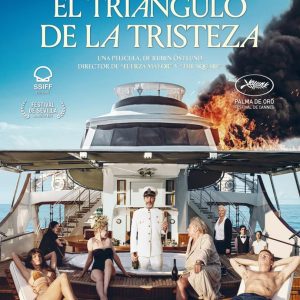 EL TRIÁNGULO
DE LA TRISTEZA
UNA PELÍCULA DE RUBEN ÖSTLUND
DIRECTOR DE "FUERZA MAYOR" Y "THE SQUARE"
SSIFF
FESTIVAL
DE SEVILLA
PALMA DE ORO
FESTIVAL DE CANNES